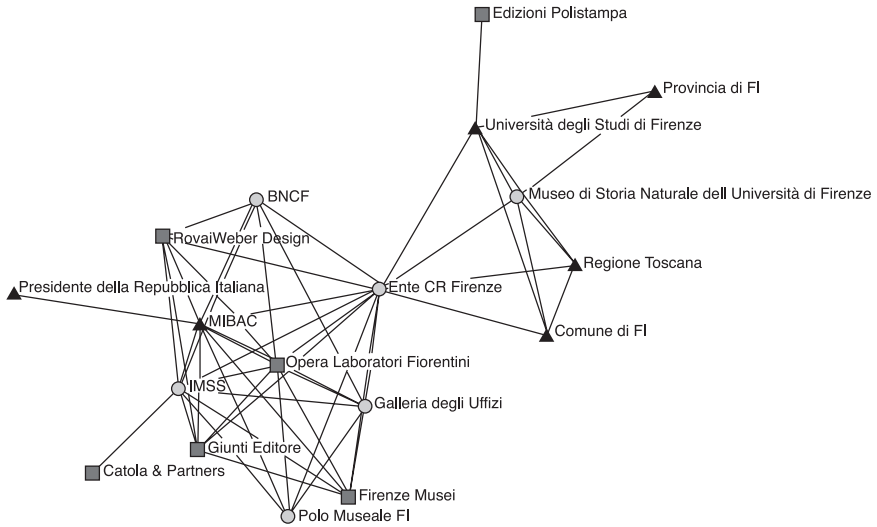 Edizioni Polistampa
Provincia di FI
Università degli Studi di Firenze
Museo di Storia Naturale dell Università di Firenze
BNCF
RovaiWeber Design
Regione Toscana
Presidente della Repubblica Italiana
Ente CR Firenze
MIBAC
Comune di FI
Opera Laboratori Fiorentini
IMSS
Galleria degli Uffizi
Giunti Editore
Catola & Partners
Firenze Musei
Polo Museale FI